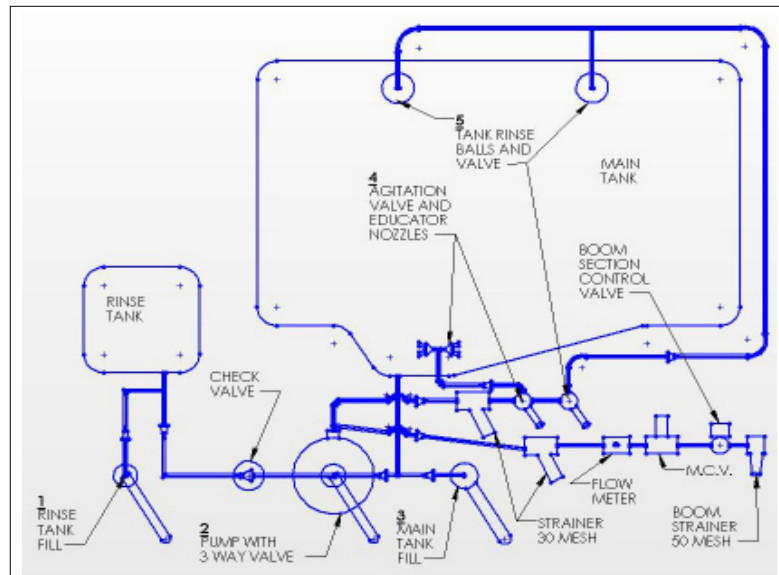 5
TANK RINSE
BALLS AND
VALVE
MAIN
TANK
4
AGITATION
VALVE AND
EDUCATOR
NOZZLES
BOOM
SECTION
CONTROL
VALVE
RINSE
TANK
CHECK
VALVE
1
RINSE
TANK
FILL
2
PUMP WITH
3 WAY VALVE
3
MAIN
TANK
FILL
STRAINER
30 MESH
FLOW
METER
M.C.V.
BOOM
STRAINER
50 MESH